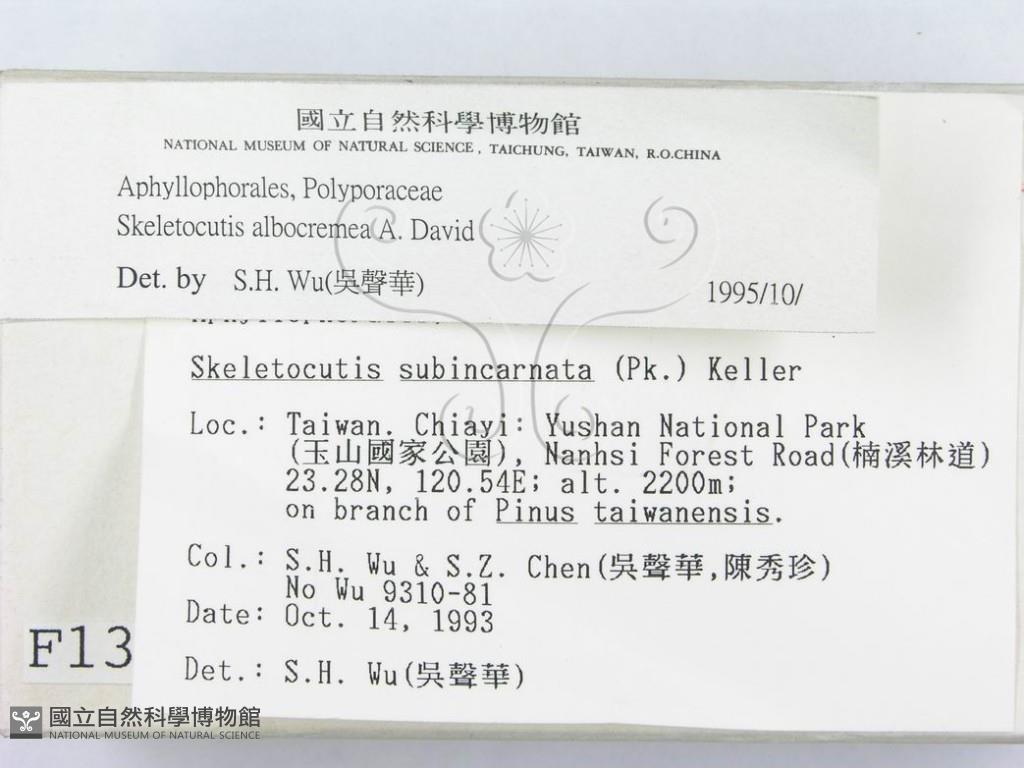 國立自然科學博物館
NATIONAL MUSEUM OF NATURAL SCIENCE, TAICHUNG, TAIWAN, R.O.CHINA
Aphyllophorales, Polyporaceae
Skeletocutis albocremea A. David
Det. by S.H. Wu(吳聲華)
1995/10/
Skeletocutis subincarnata (Pk.) Keller
Loc.: Taiwan. Chiayi: Yushan National Park
(玉山國家公園), Nanhsi Forest Road(楠溪林道)
23.28N, 120.54E; alt. 2200m;
on branch of Pinus taiwanensis.
Col.: S.H. Wu & S.Z. Chen(吳聲華,陳秀珍)
No Wu 9310-81
Date: Oct. 14, 1993
Det.: S.H. Wu(吳聲華)
F13
國立自然科學博物館
NATIONAL MUSEUM OF NATURAL SCIENCE